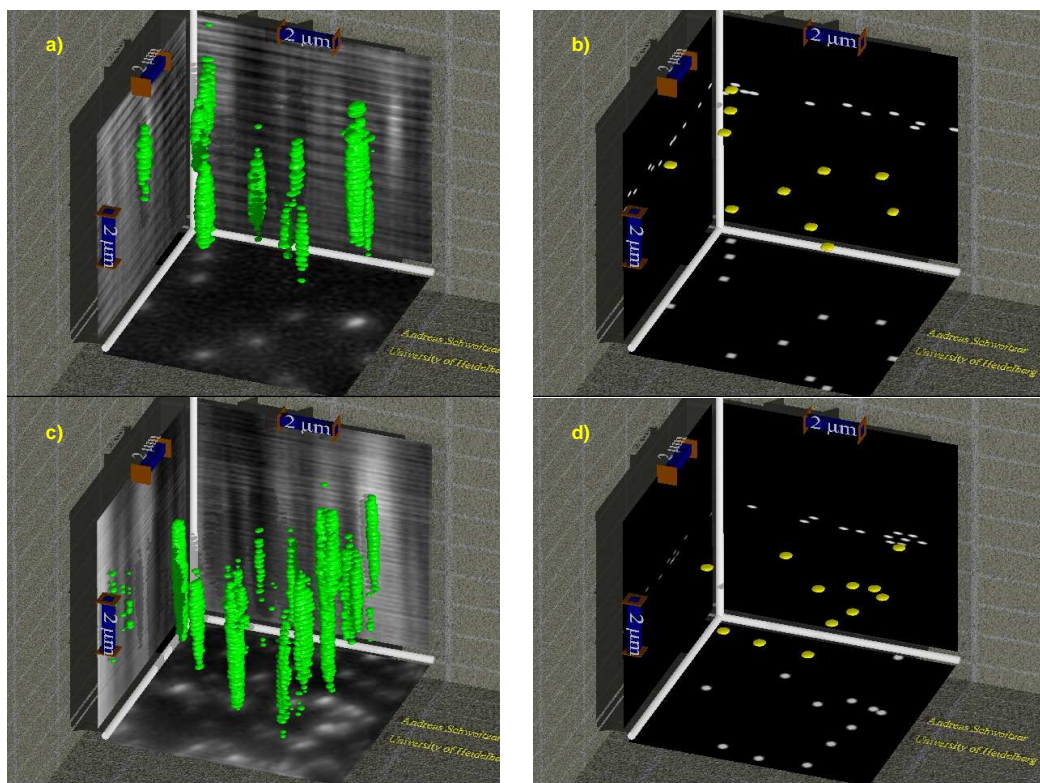 a)
2 µm
2 µm
2 µm
Andreas Schweitzer
University of Heidelberg
b)
2 µm
2 µm
2 µm
Andreas Schweitzer
University of Heidelberg
c)
2 µm
2 µm
2 µm
Andreas Schweitzer
University of Heidelberg
d)
2 µm
2 µm
2 µm
Andreas Schweitzer
University of Heidelberg